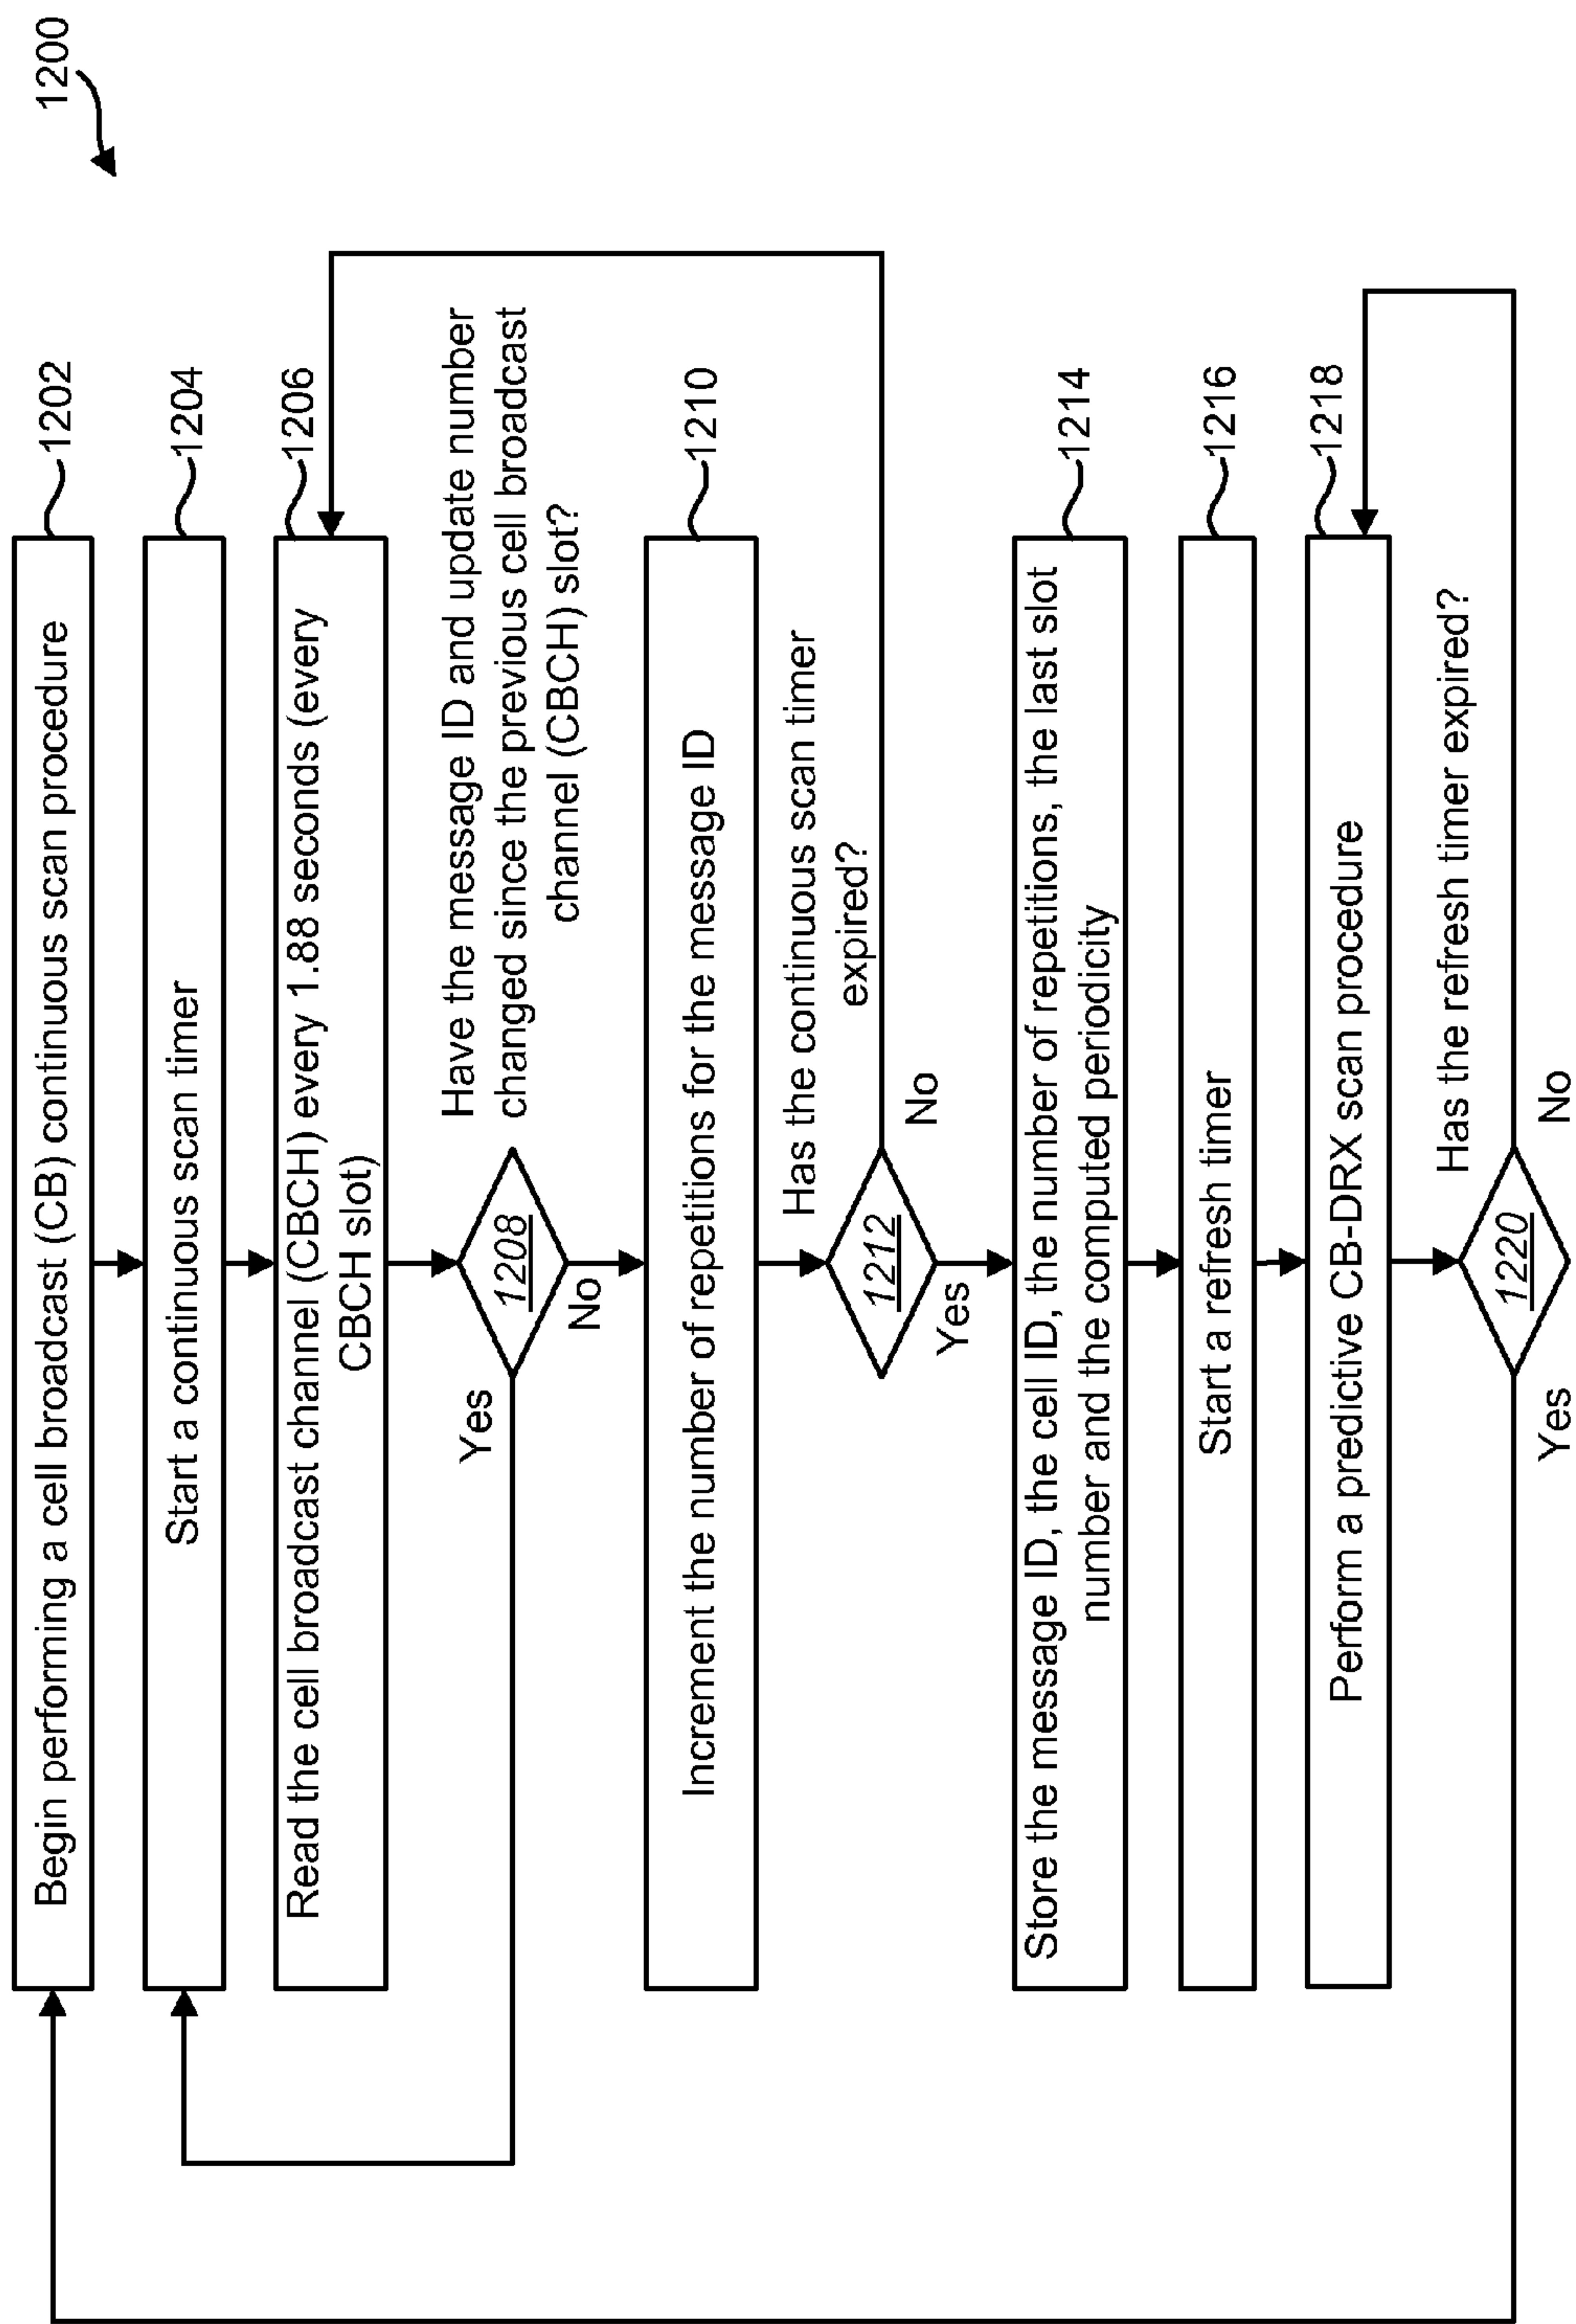 1200
Begin performing a cell broadcast (CB) continuous scan procedure
1202
Start a continuous scan timer
1204
Read the cell broadcast channel (CBCH) every 1.88 seconds (every
CBCH slot)
1206
Have the message ID and update number
changed since the previous cell broadcast
channel (CBCH) slot?
1208
Yes
No
Increment the number of repetitions for the message ID
1210
Has the continuous scan timer
expired?
1212
No
Yes
Store the message ID, the cell ID, the number of repetitions, the last slot
number and the computed periodicity
1214
Start a refresh timer
1216
Perform a predictive CB-DRX scan procedure
1218
Has the refresh timer expired?
1220
Yes
No